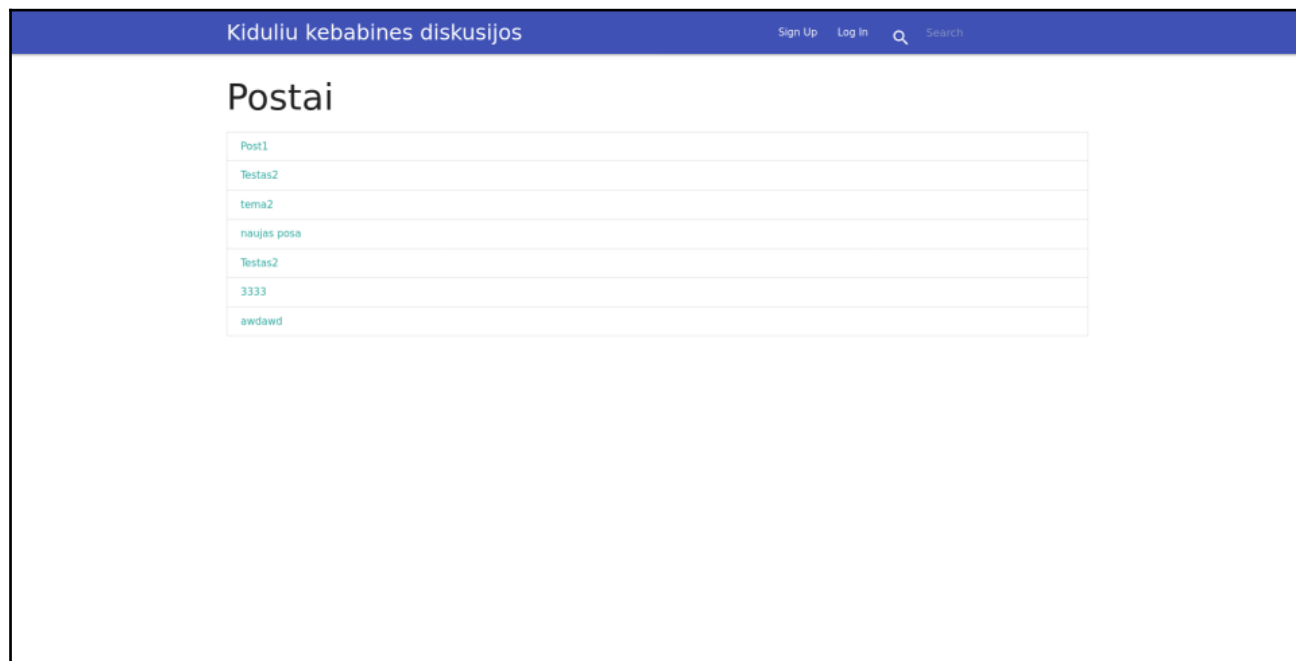 Kiduliu kebabines diskusijos Sign Up Log In Search
Postai
Post1
Testas2
tema2
naujas posa
Testas2
3333
awdawd